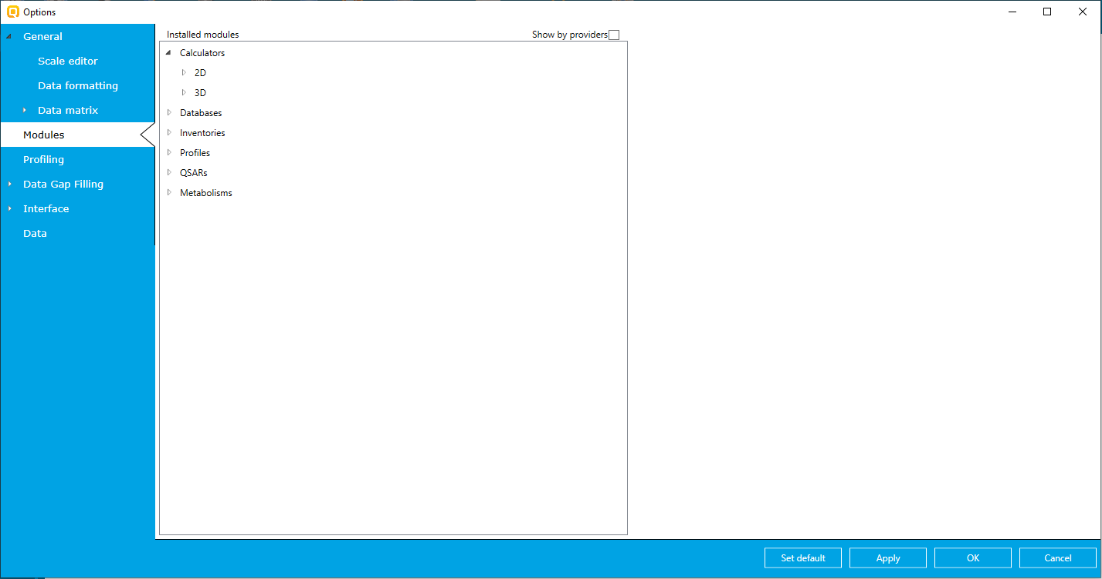 Options
General
Scale editor
Data formatting
Data matrix
Modules
Profiling
Data Gap Filling
Interface
Data
Installed modules
Show by providers
Calculators
2D
3D
Databases
Inventories
Profiles
QSARs
Metabolisms
Set default
Apply
OK
Cancel